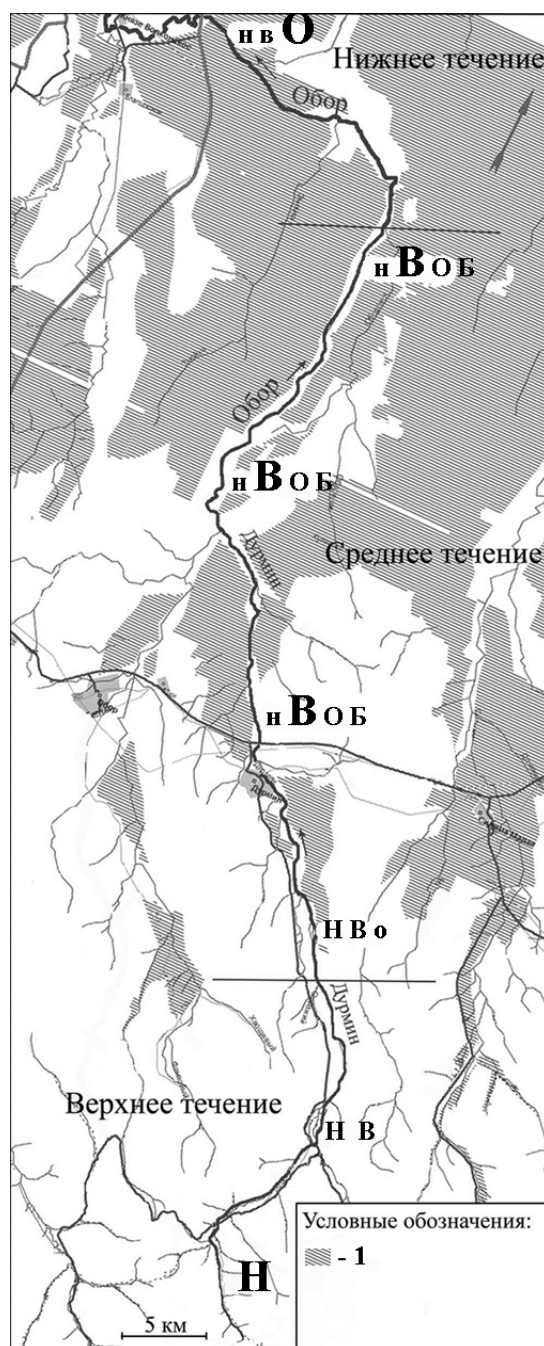 н в О
Нижнее течение
Обор
н В О Б
Обор
н В О Б
Дурмин
Среднее течение
н В О Б
Н В о
Дурмин
Верхнее течение
Н В
Условные обозначения:
- 1
Н
5 км